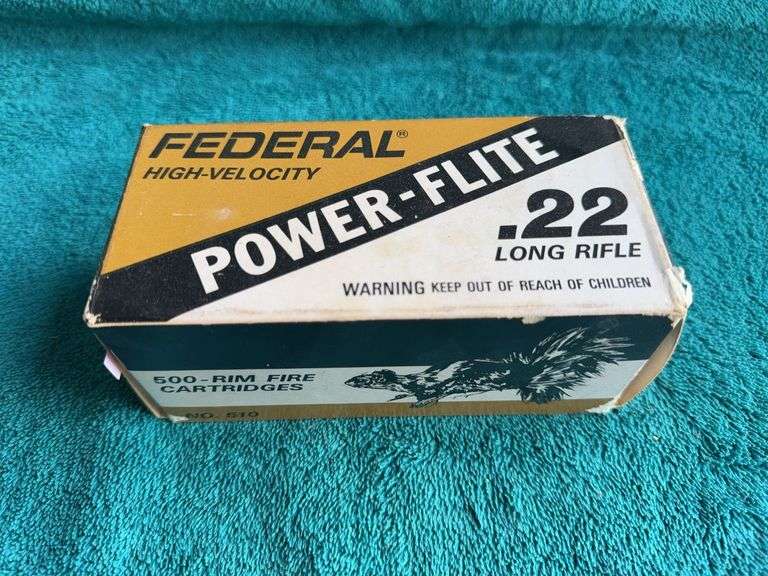 FEDERAL®
HIGH-VELOCITY
POWER-FLITE
.22
LONG RIFLE
WARNING KEEP OUT OF REACH OF CHILDREN
500-RIM FIRE
CARTRIDGES
NO. 510